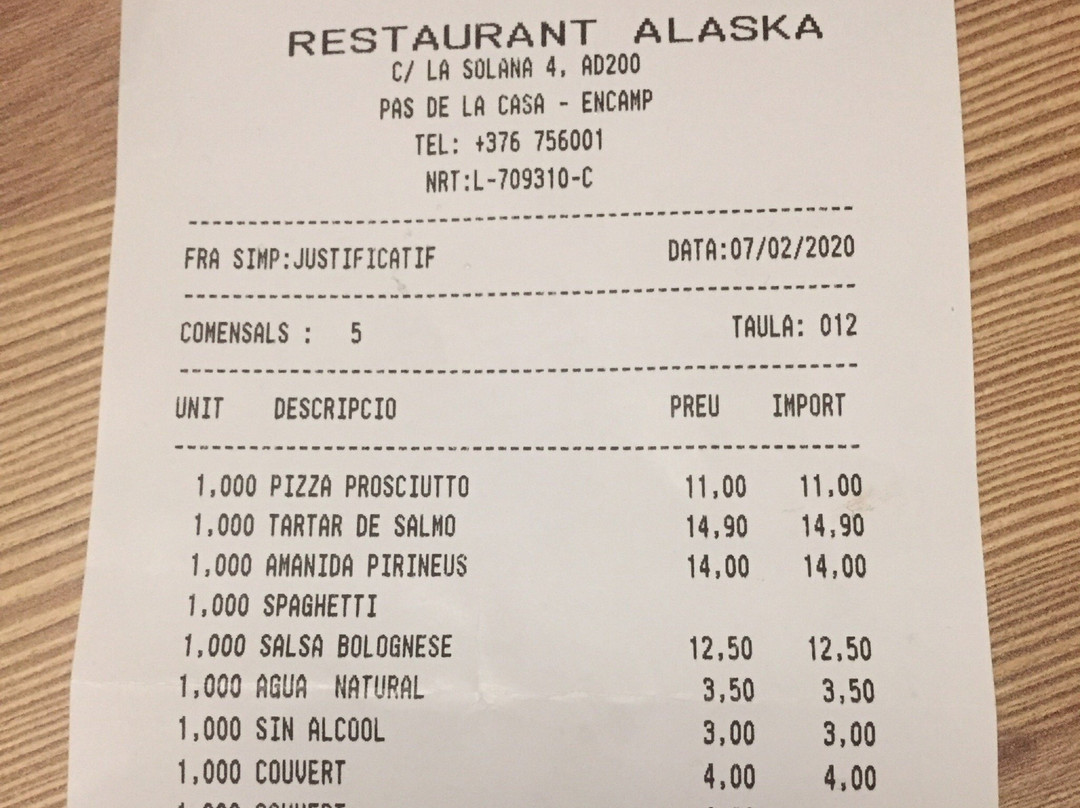 RESTAURANT ALASKA
C/ LA SOLANA 4, AD200
PAS DE LA CASA - ENCAMP
TEL: +376 756001
NRT:L-709310-C
FRA SIMP:JUSTIFICATIF DATA:07/02/2020
COMENSALS : 5 TAULA: 012
UNIT DESCRIPCIO PREU IMPORT
1,000 PIZZA PROSCIUTTO 11,00 11,00
1,000 TARTAR DE SALMO 14,90 14,90
1,000 AMANIDA PIRINEUS 14,00 14,00
1,000 SPAGHETTI
1,000 SALSA BOLOGNESE 12,50 12,50
1,000 AGUA NATURAL 3,50 3,50
1,000 SIN ALCOOL 3,00 3,00
1,000 COUVERT 4,00 4,00